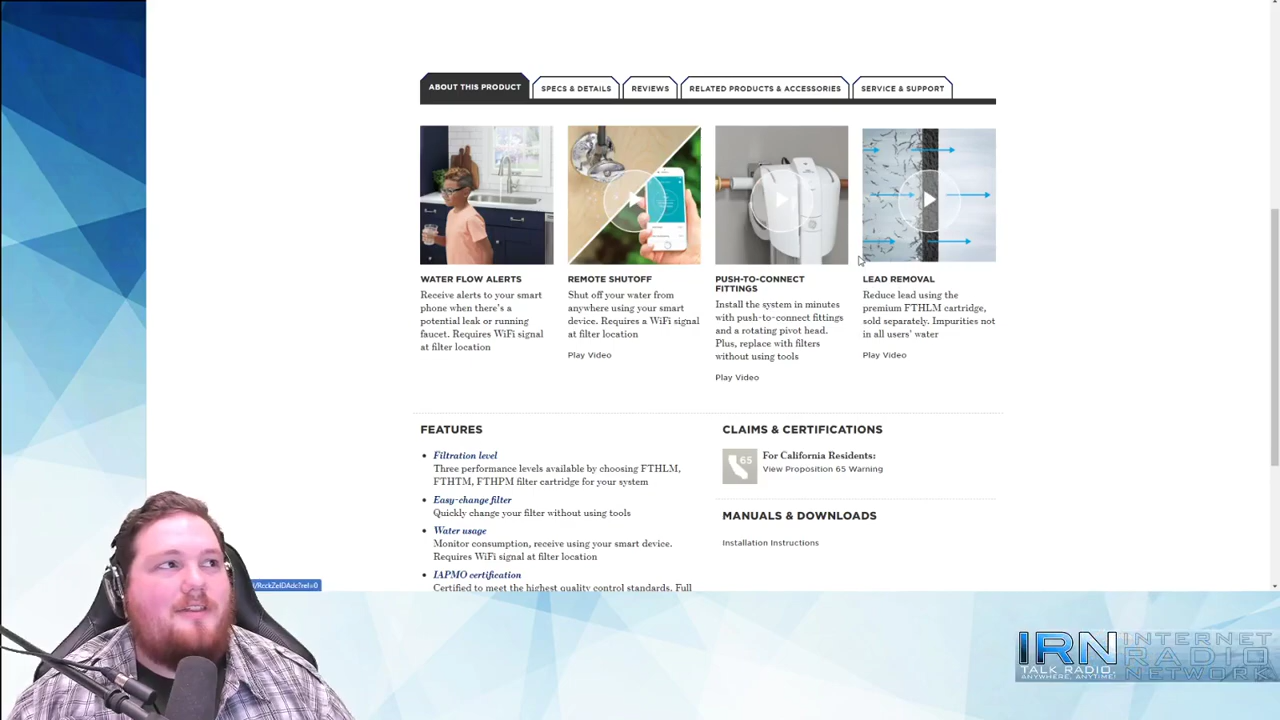 ABOUT THIS PRODUCT
SPECS & DETAILS
REVIEWS
RELATED PRODUCTS & ACCESSORIES
SERVICE & SUPPORT
WATER FLOW ALERTS
Receive alerts to your smart
phone when there's a
potential leak or running
faucet. Requires WiFi signal
at filter location
REMOTE SHUTOFF
Shut off your water from
anywhere using your smart
device. Requires a WiFi signal
at filter location
Play Video
PUSH-TO-CONNECT
FITTINGS
Install the system in minutes
with push-to-connect fittings
and a rotating pivot head.
Plus, replace with filters
without using tools
Play Video
LEAD REMOVAL
Reduce lead using the
premium FTHLM cartridge,
sold separately. Impurities not
in all users' water
Play Video
FEATURES
Filtration level
Three performance levels available by choosing FTHLM,
FTHTM, FTHPM filter cartridge for your system
Easy-change filter
Quickly change your filter without using tools
Water usage
Monitor consumption, receive using your smart device.
Requires WiFi signal at filter location
IAPMO certification
Certified to meet the highest quality control standards. Full
CLAIMS & CERTIFICATIONS
65
For California Residents:
View Proposition 65 Warning
MANUALS & DOWNLOADS
Installation Instructions
IRN INTERNET
RADIO
NETWORK
TALK RADIO.
ANYWHERE, ANYTIME!